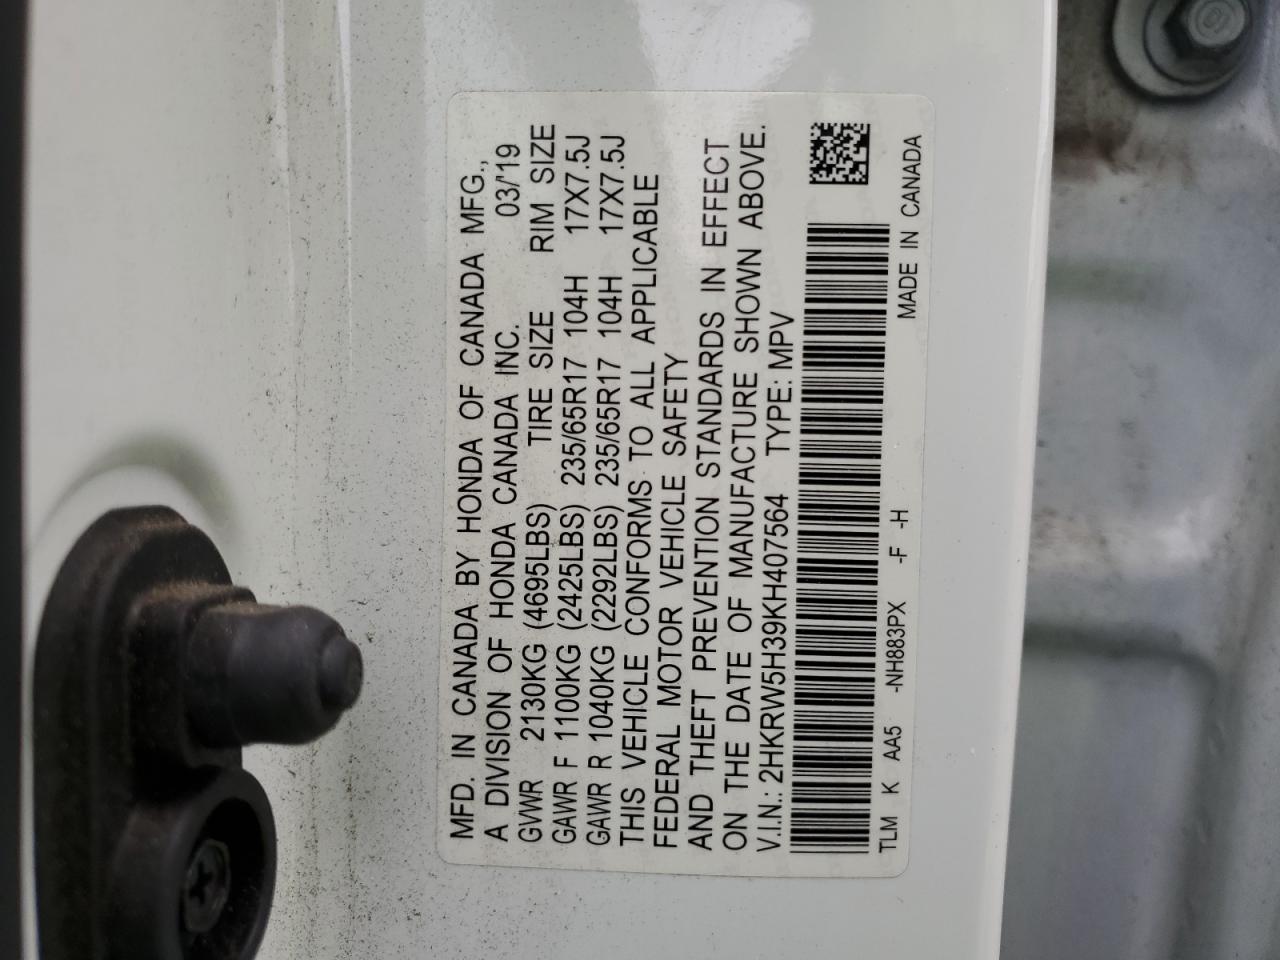 MFD. IN CANADA BY HONDA OF CANADA MFG.,
A DIVISION OF HONDA CANADA INC. 03/'19
GVWR 2130KG (4695LBS) TIRE SIZE RIM SIZE
GAWR F 1100KG (2425LBS) 235/65R17 104H 17X7.5J
GAWR R 1040KG (2292LBS) 235/65R17 104H 17X7.5J
THIS VEHICLE CONFORMS TO ALL APPLICABLE
FEDERAL MOTOR VEHICLE SAFETY
AND THEFT PREVENTION STANDARDS IN EFFECT
ON THE DATE OF MANUFACTURE SHOWN ABOVE.
V.I.N.: 2HKRW5H39KH407564 TYPE: MPV
TLM K AA5 -NH883PX -F -H
MADE IN CANADA